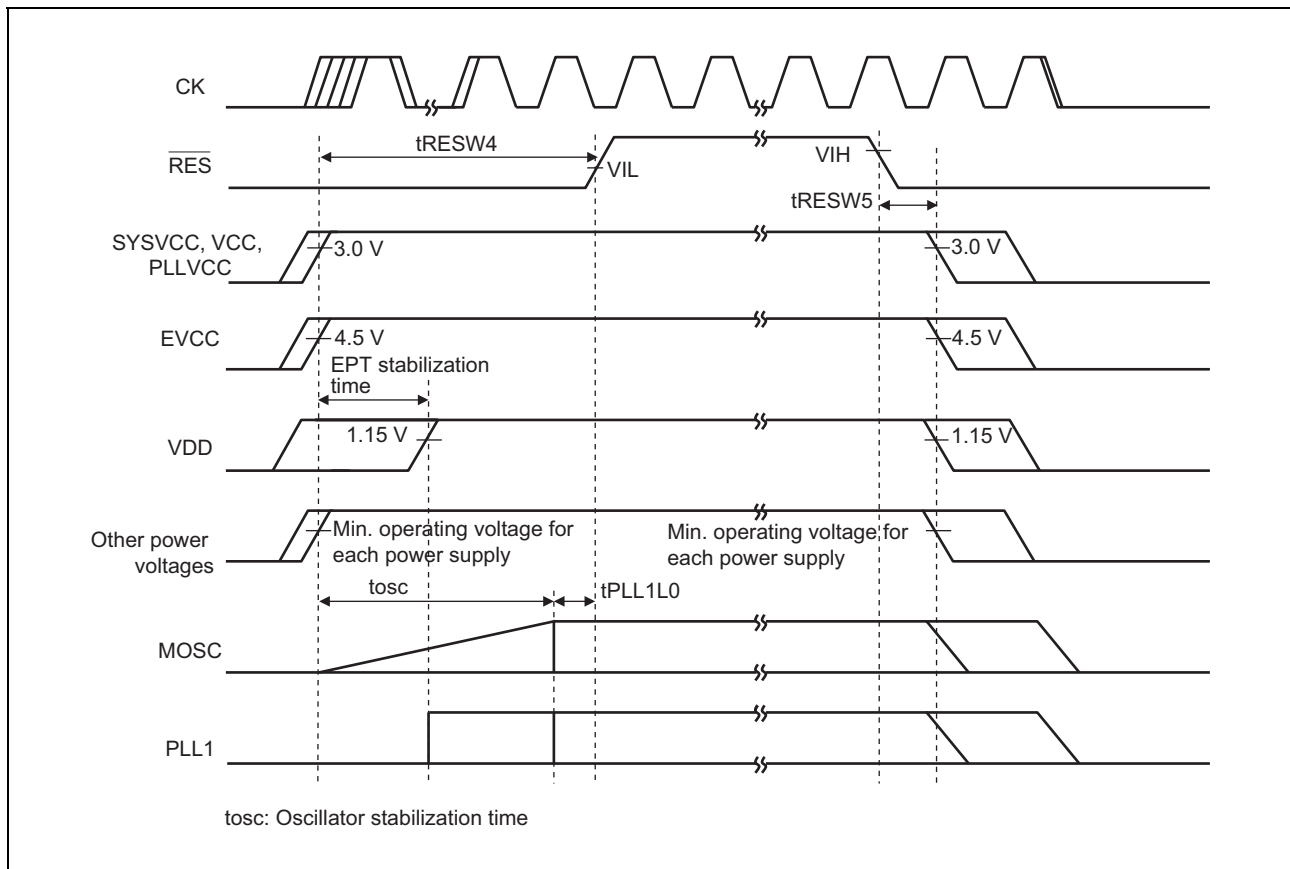 CK
RES
tRESW4
VIL
VIH
tRESW5
SYSVCC, VCC,
PLLVCC
3.0 V
3.0 V
EVCC
4.5 V
4.5 V
EPT stabilization
time
VDD
1.15 V
1.15 V
Other power
voltages
Min. operating voltage for
each power supply
Min. operating voltage for
each power supply
tosc
tPLL1L0
MOSC
PLL1
tosc: Oscillator stabilization time